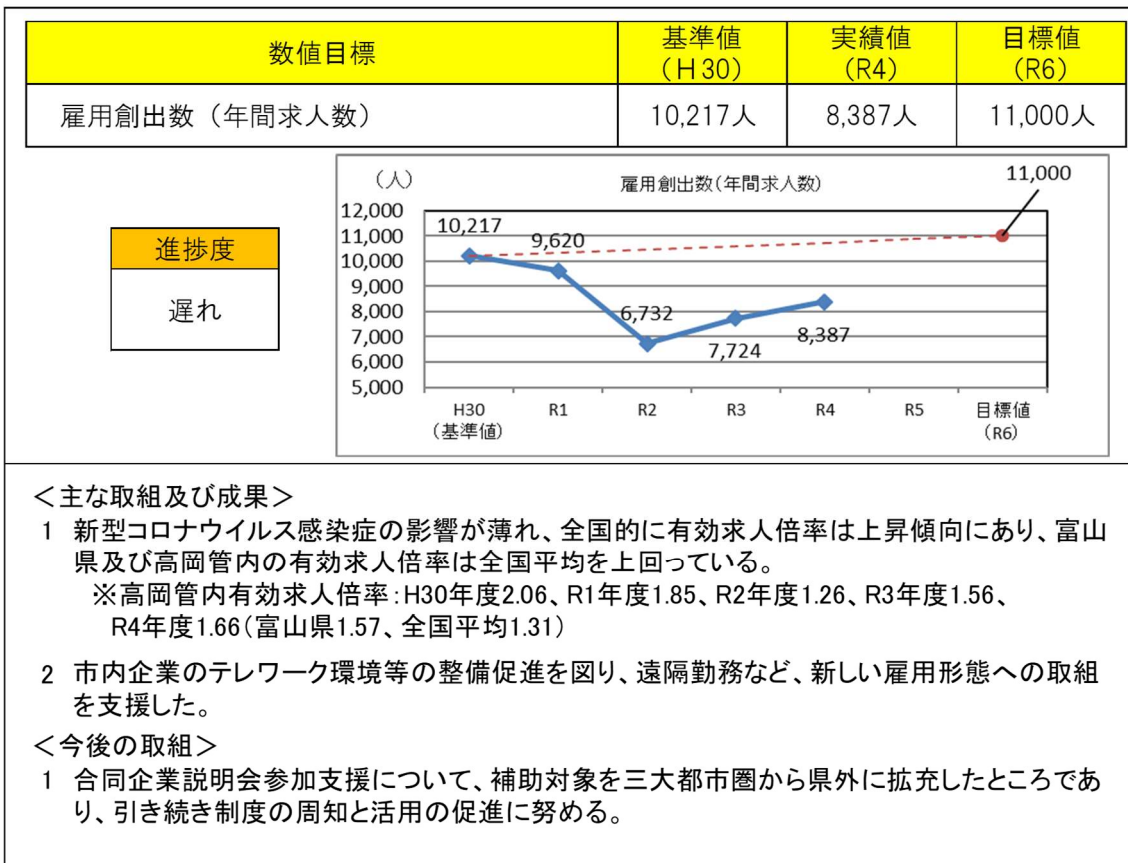 数値目標
基準値
(H30)
実績値
(R4)
目標値
(R6)
雇用創出数（年間求人数）
10,217人
8,387人
11,000人
進捗度
遅れ
（人）
雇用創出数(年間求人数)
11,000
12,000
11,000
10,000
9,000
8,000
7,000
6,000
5,000
10,217
9,620
6,732
7,724
8,387
H30
(基準値)
R1
R2
R3
R4
R5
目標値
(R6)
＜主な取組及び成果＞
1 新型コロナウイルス感染症の影響が薄れ、全国的に有効求人倍率は上昇傾向にあり、富山
県及び高岡管内の有効求人倍率は全国平均を上回っている。
※高岡管内有効求人倍率：H30年度2.06、R1年度1.85、R2年度1.26、R3年度1.56、
R4年度1.66（富山県1.57、全国平均1.31）
2 市内企業のテレワーク環境等の整備促進を図り、遠隔勤務など、新しい雇用形態への取組
を支援した。
＜今後の取組＞
1 合同企業説明会参加支援について、補助対象を三大都市圏から県外に拡充したところであ
り、引き続き制度の周知と活用の促進に努める。